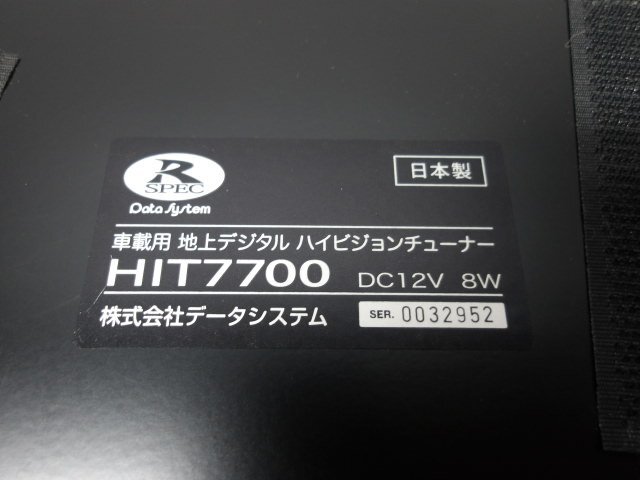 R
SPEC
Data System
日本製
車載用 地上デジタル ハイビジョンチューナー
HIT7700 DC12V 8W
株式会社データシステム SER. 0032952